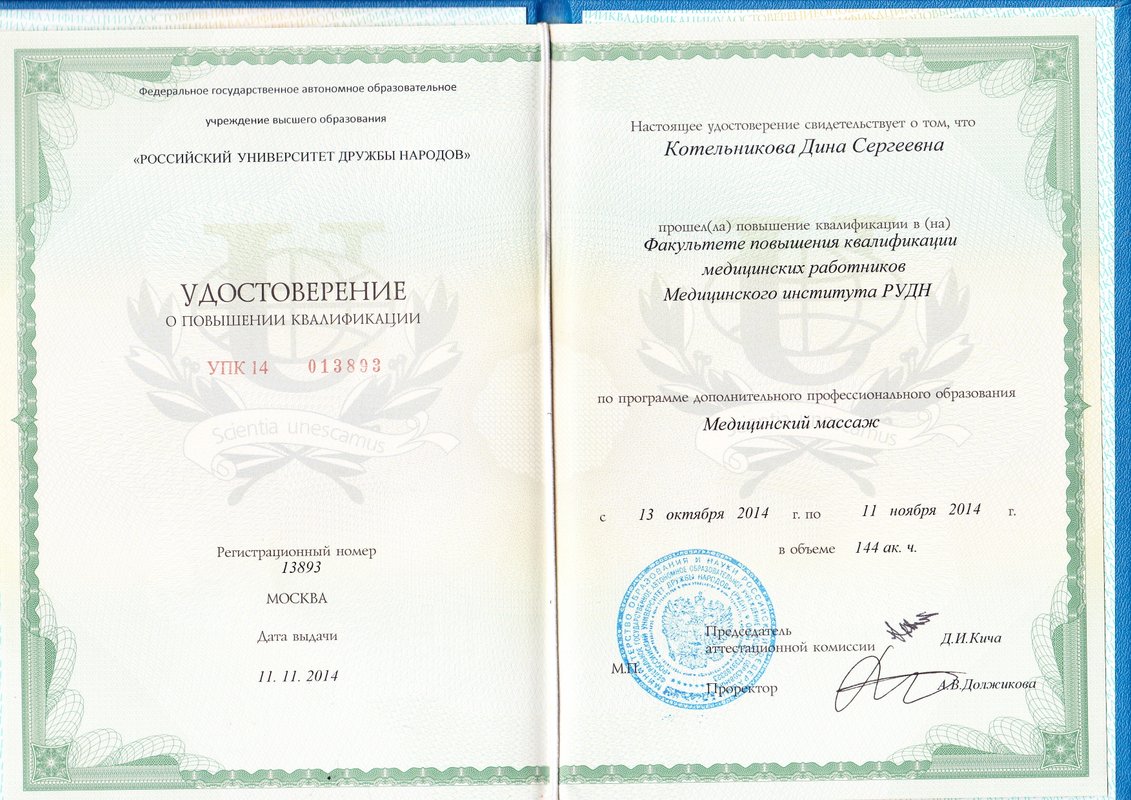 Федеральное государственное автономное образовательное
учреждение высшего образования
«РОССИЙСКИЙ УНИВЕРСИТЕТ ДРУЖБЫ НАРОДОВ»
УДОСТОВЕРЕНИЕ
О ПОВЫШЕНИИ КВАЛИФИКАЦИИ
УПК 14 013893
Scientia unescamus
Регистрационный номер
13893
МОСКВА
Дата выдачи
11. 11. 2014
Настоящее удостоверение свидетельствует о том, что
Котельникова Дина Сергеевна
прошел(ла) повышение квалификации в (на)
Факультете повышения квалификации
медицинских работников
Медицинского института РУДН
по программе дополнительного профессионального образования
Медицинский массаж
Scientia unescamus
с 13 октября 2014 г. по 11 ноября 2014 г.
в объеме 144 ак. ч.
Председатель
аттестационной комиссии Д.И.Кича
М.П.
Проректор А.В.Должикова